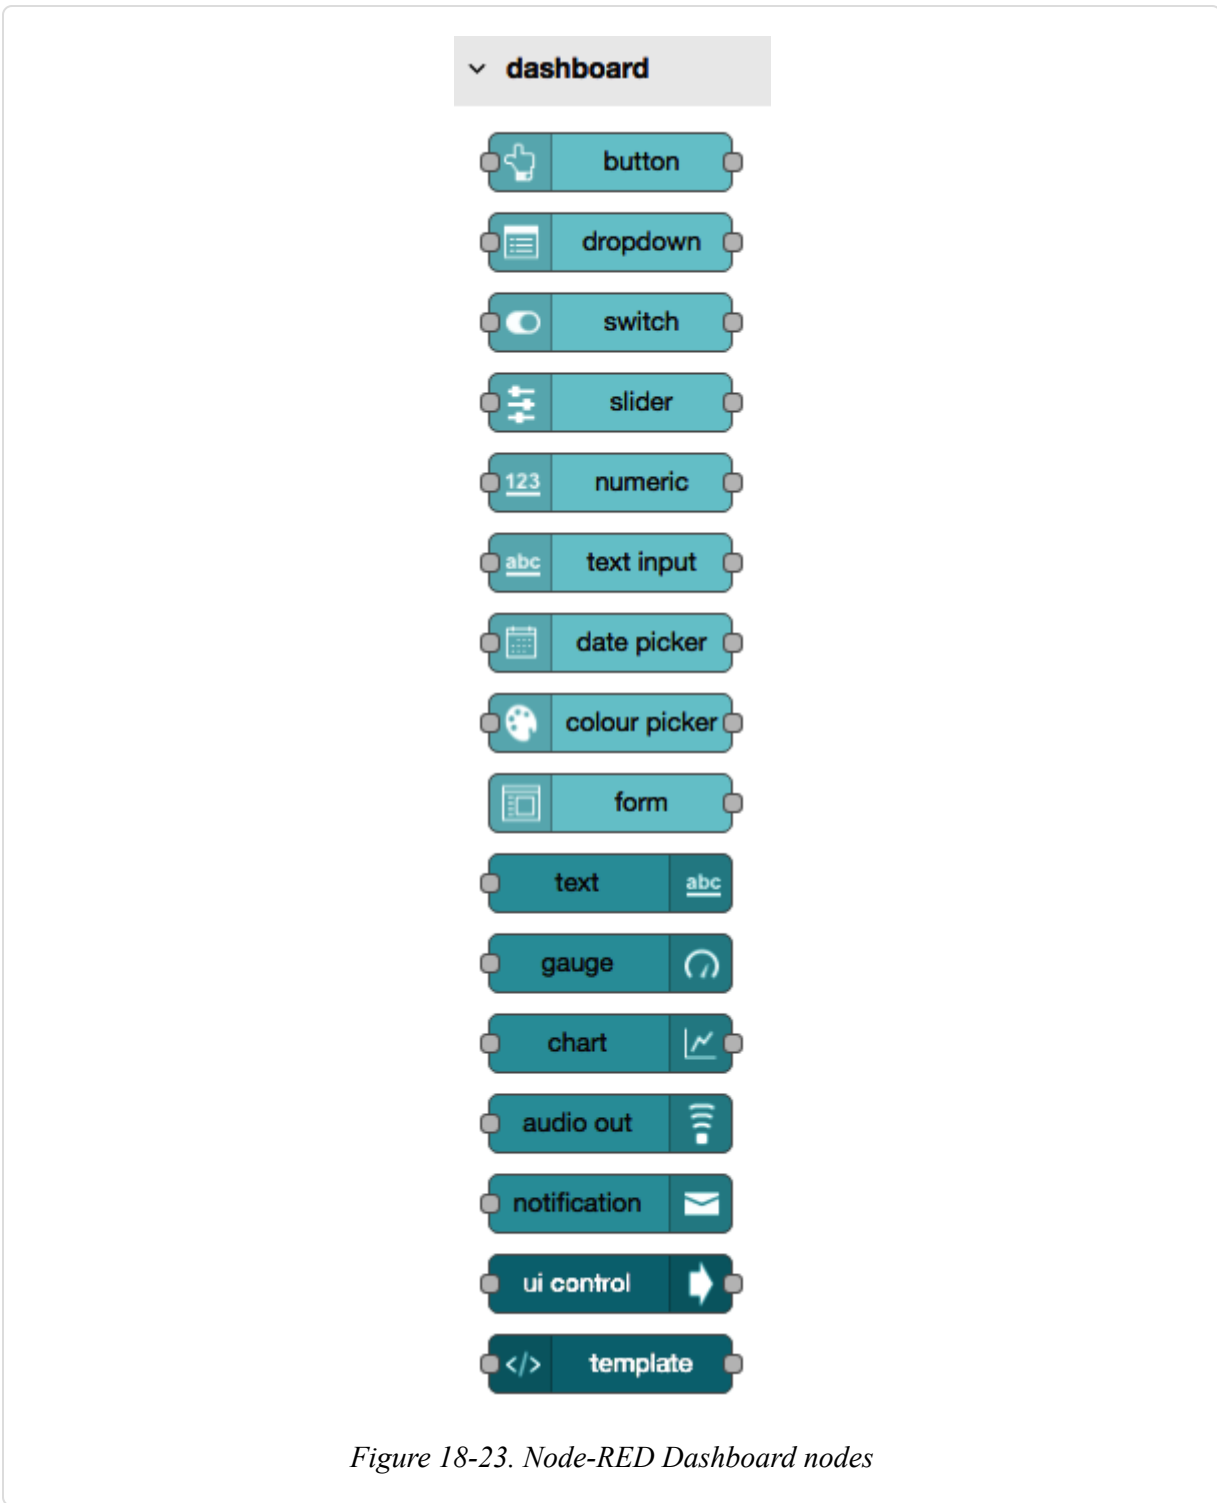 dashboard
button
dropdown
switch
slider
123 numeric
abc text input
date picker
colour picker
form
text abc
gauge
chart
audio out
notification
ui control
</> template
Figure 18-23. Node-RED Dashboard nodes